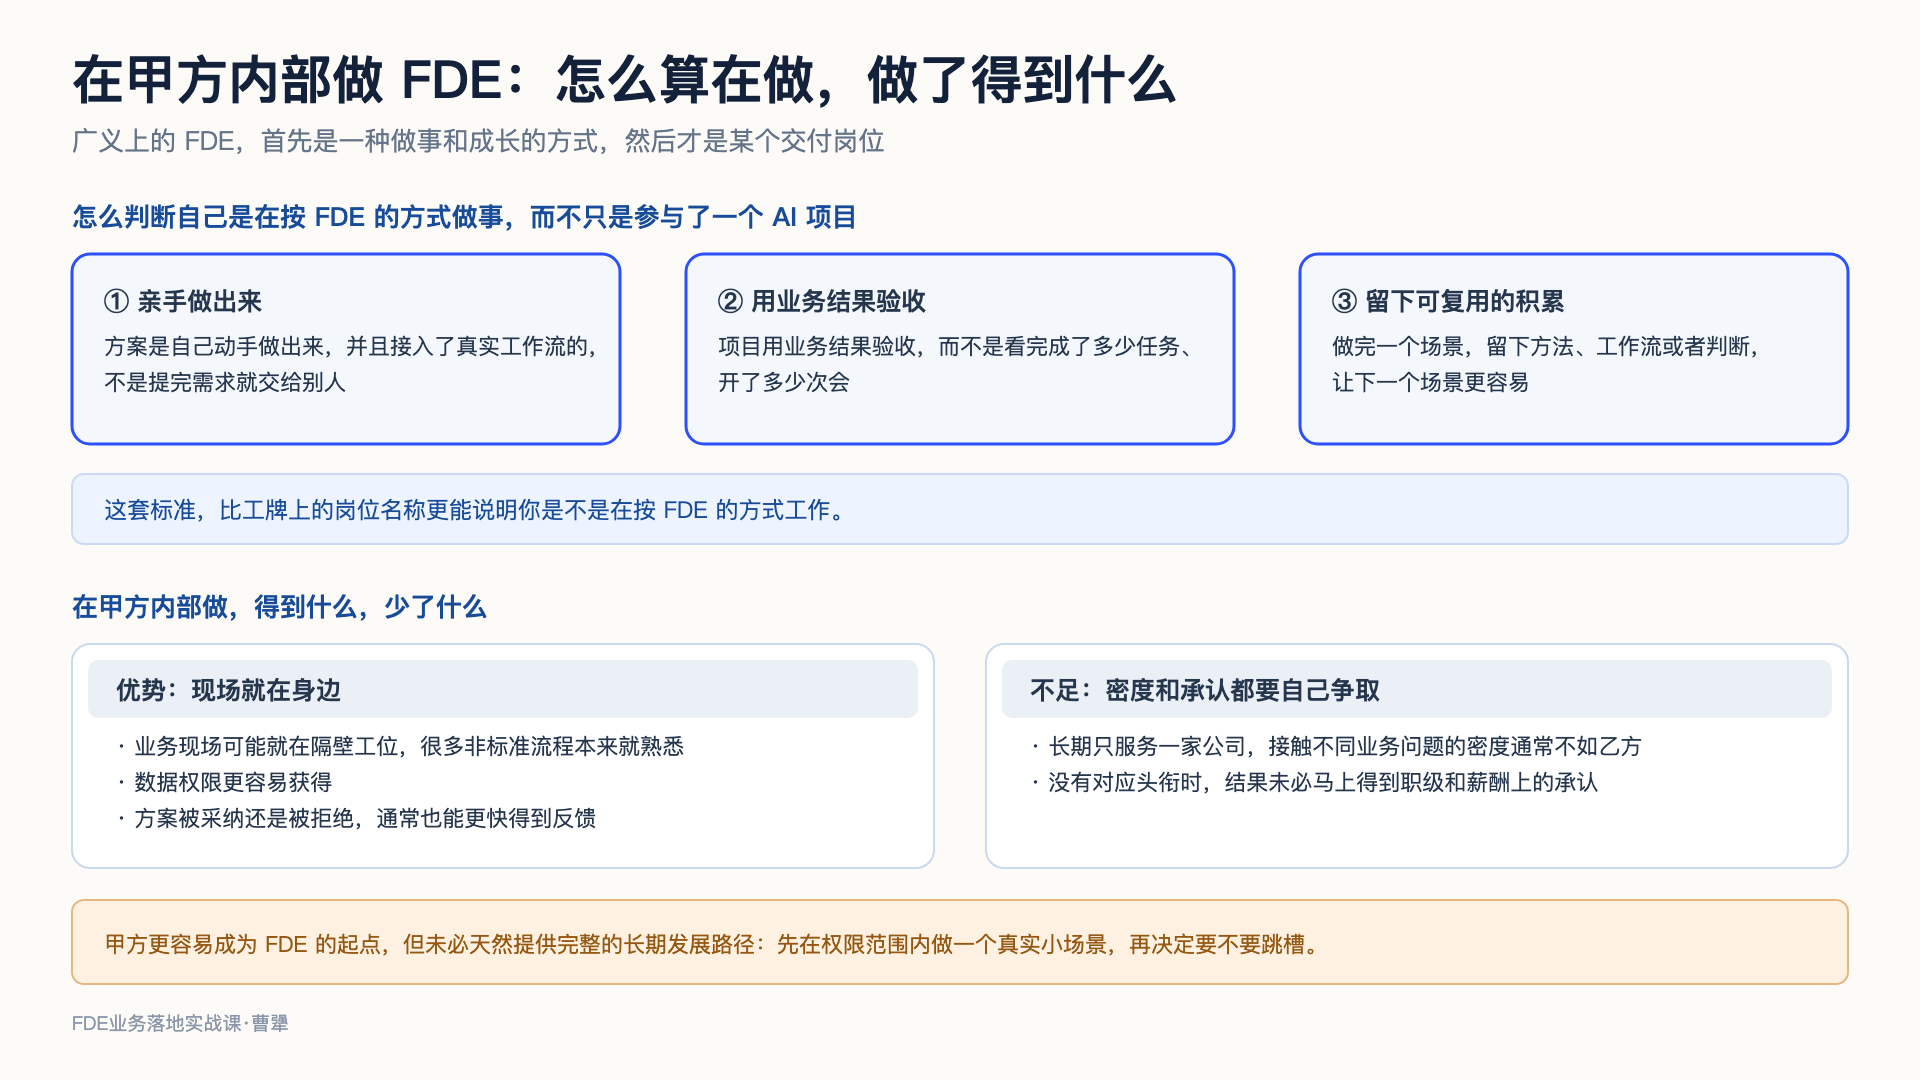 在甲方内部做 FDE：怎么算在做，做了得到什么
广义上的 FDE，首先是一种做事和成长的方式，然后才是某个交付岗位
怎么判断自己是在按 FDE 的方式做事，而不只是参与了一个 AI 项目
① 亲手做出来
方案是自己动手做出来，并且接入了真实工作流的，
不是提完需求就交给别人
② 用业务结果验收
项目用业务结果验收，而不是看完成了多少任务、
开了多少次会
③ 留下可复用的积累
做完一个场景，留下方法、工作流或者判断，
让下一个场景更容易
这套标准，比工牌上的岗位名称更能说明你是不是在按 FDE 的方式工作。
在甲方内部做，得到什么，少了什么
优势：现场就在身边
· 业务现场可能就在隔壁工位，很多非标准流程本来就熟悉
· 数据权限更容易获得
· 方案被采纳还是被拒绝，通常也能更快得到反馈
不足：密度和承认都要自己争取
· 长期只服务一家公司，接触不同业务问题的密度通常不如乙方
· 没有对应头衔时，结果未必马上得到职级和薪酬上的承认
甲方更容易成为 FDE 的起点，但未必天然提供完整的长期发展路径：先在权限范围内做一个真实小场景，再决定要不要跳槽。
FDE业务落地实战课·曹犟